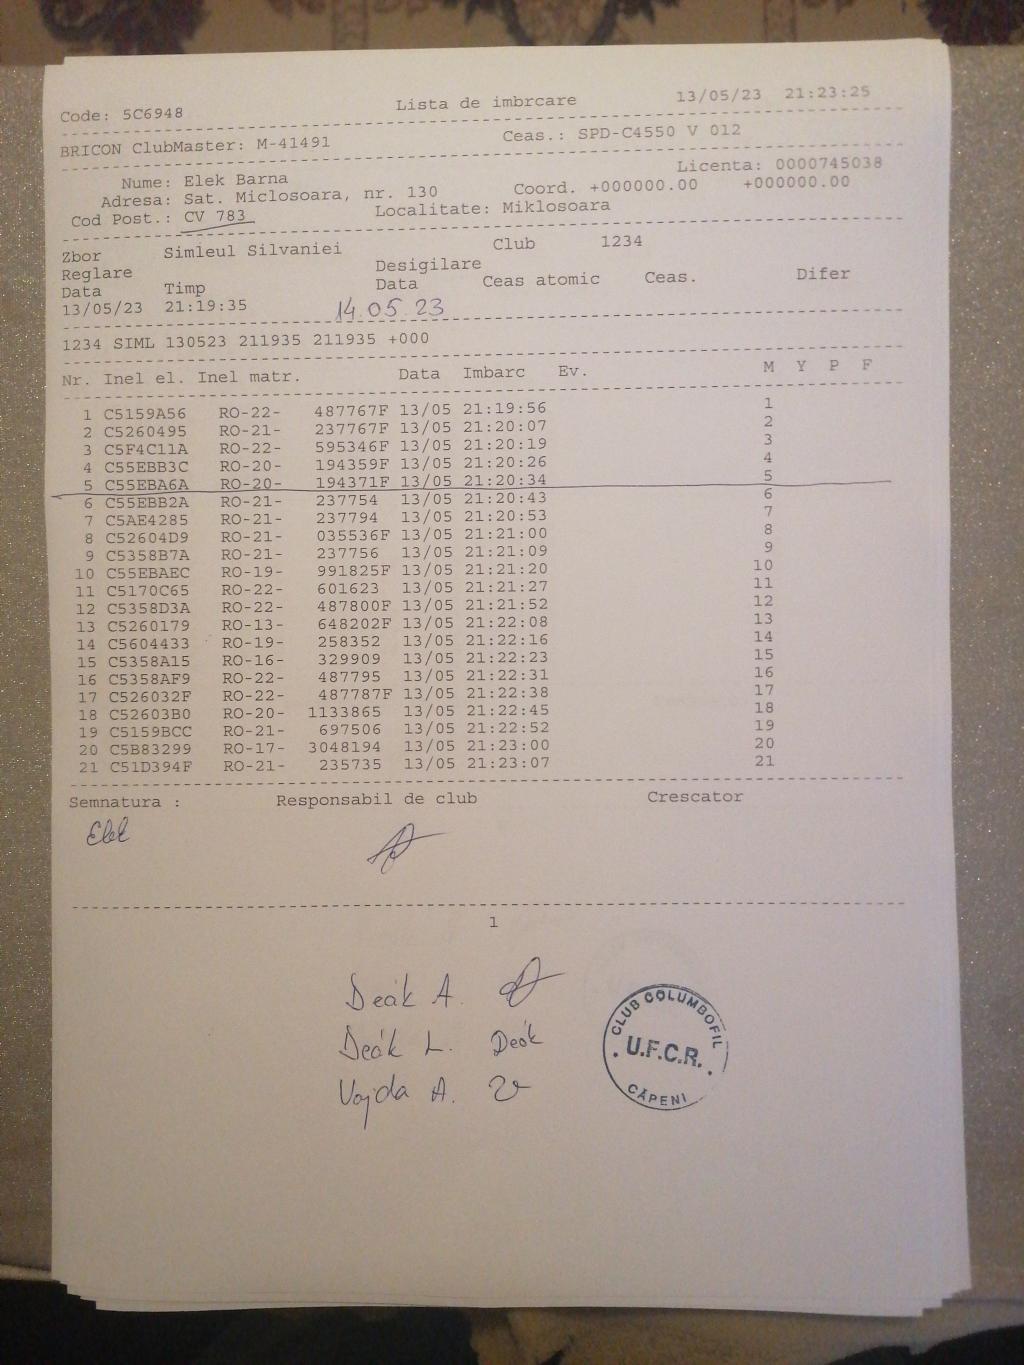 Code: 5C6948 Lista de imbrcare 13/05/23 21:23:25
BRICON ClubMaster: M-41491 Ceas.: SPD-C4550 V 012
Licenta: 0000745038
Nume: Elek Barna
Adresa: Sat. Miclosoara, nr. 130 Coord. +000000.00 +000000.00
Cod Post.: CV 783 Localitate: Miklosoara
Zbor Simleul Silvaniei Club 1234
Reglare Desigilare
Data Timp Data Ceas atomic Ceas. Difer
13/05/23 21:19:35 14.05.23
1234 SIML 130523 211935 211935 +000
Nr. Inel el. Inel matr. Data Imbarc Ev. M Y P F
1 C5159A56 RO-22- 487767F 13/05 21:19:56 1
2 C5260495 RO-21- 237767F 13/05 21:20:07 2
3 C5F4C11A RO-22- 595346F 13/05 21:20:19 3
4 C55EBB3C RO-20- 194359F 13/05 21:20:26 4
5 C55EBA6A RO-20- 194371F 13/05 21:20:34 5
6 C55EBB2A RO-21- 237754 13/05 21:20:43 6
7 C5AE4285 RO-21- 237794 13/05 21:20:53 7
8 C52604D9 RO-21- 035536F 13/05 21:21:00 8
9 C5358B7A RO-21- 237756 13/05 21:21:09 9
10 C55EBAEC RO-19- 991825F 13/05 21:21:20 10
11 C5170C65 RO-22- 601623 13/05 21:21:27 11
12 C5358D3A RO-22- 487800F 13/05 21:21:52 12
13 C5260179 RO-13- 648202F 13/05 21:22:08 13
14 C5604433 RO-19- 258352 13/05 21:22:16 14
15 C5358A15 RO-16- 329909 13/05 21:22:23 15
16 C5358AF9 RO-22- 487795 13/05 21:22:31 16
17 C526032F RO-22- 487787F 13/05 21:22:38 17
18 C52603B0 RO-20- 1133865 13/05 21:22:45 18
19 C5159BCC RO-21- 697506 13/05 21:22:52 19
20 C5B83299 RO-17- 3048194 13/05 21:23:00 20
21 C51D394F RO-21- 235735 13/05 21:23:07 21
Semnatura : Responsabil de club Crescator
1
Deák A.
Deák L. Deák
Vajda A.
CLUB COLUMBOFIL
U.F.C.R.
CĂPENI